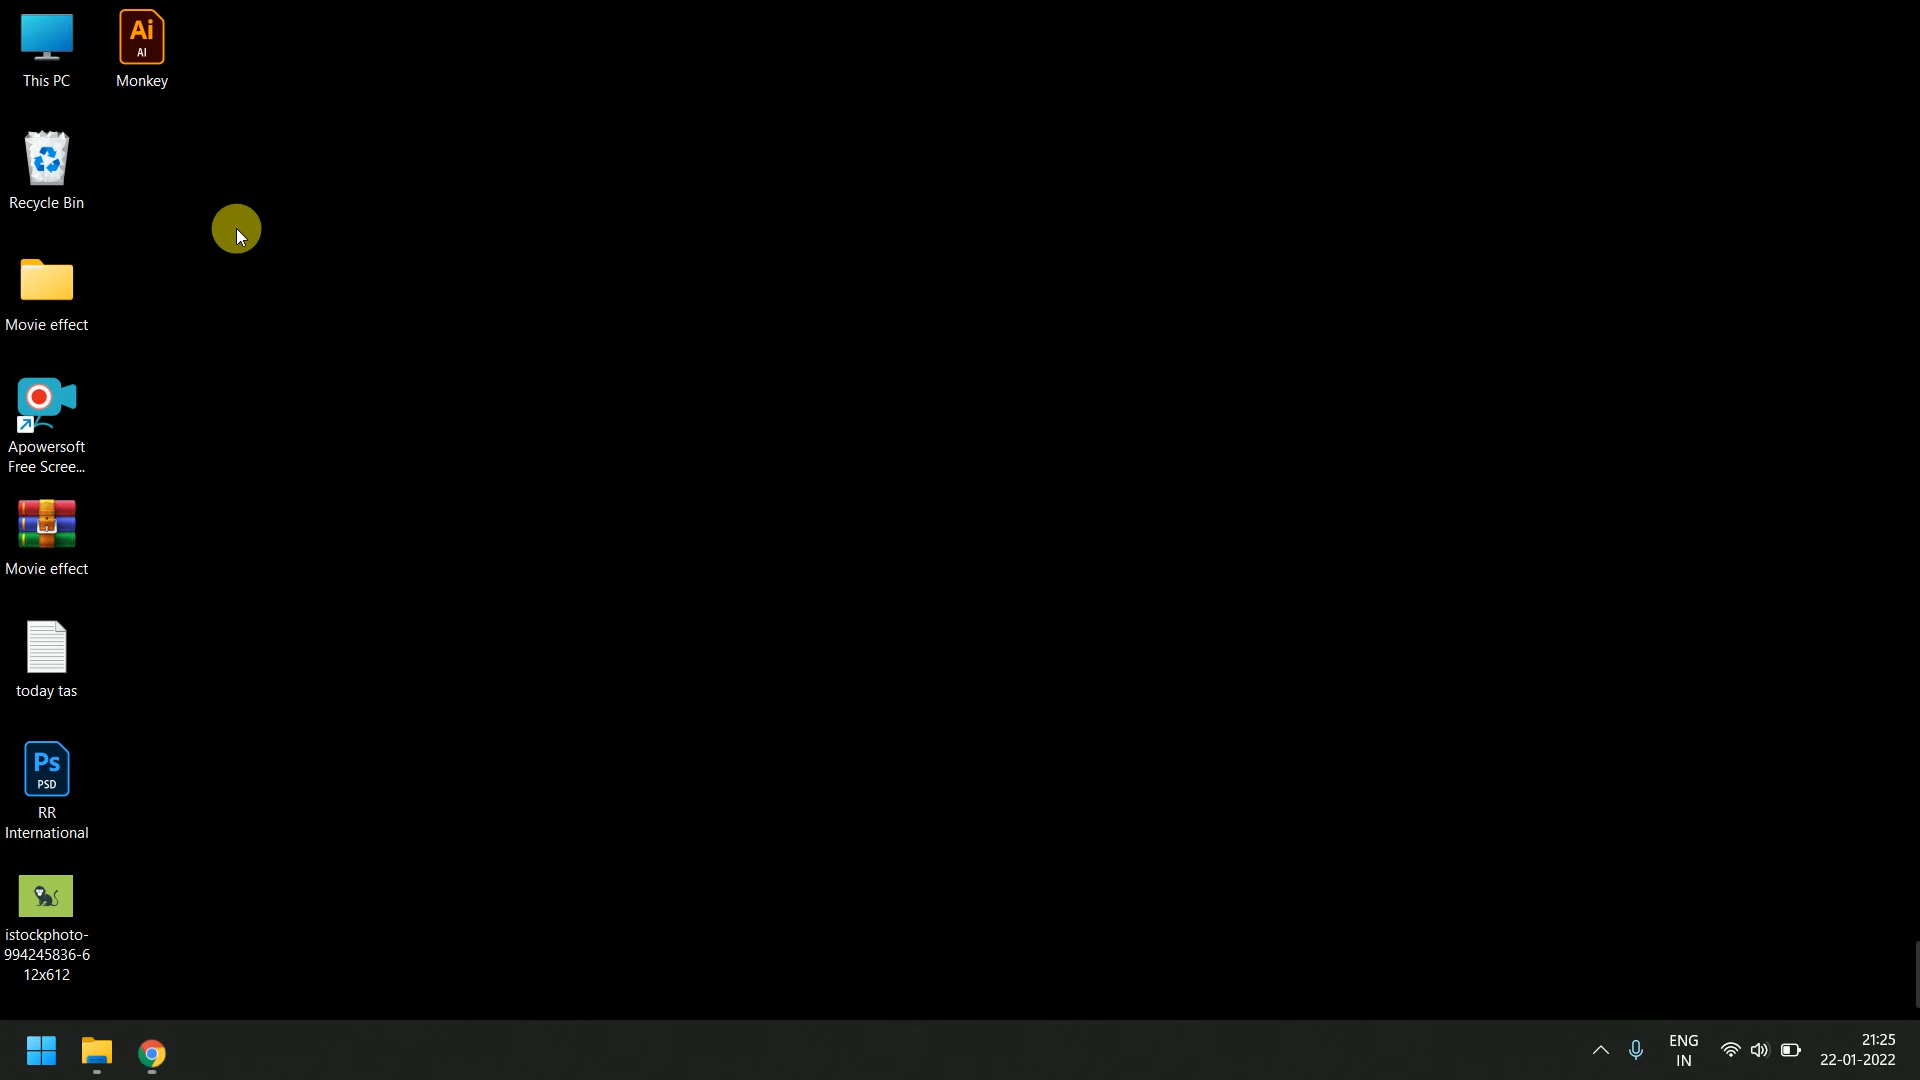 This PC
Ai
AI
Monkey
Recycle Bin
Movie effect
Apowersoft
Free Scree...
Movie effect
today tas
Ps
PSD
RR
International
istockphoto-
994245836-6
12x612
ENG
IN
21:25
22-01-2022